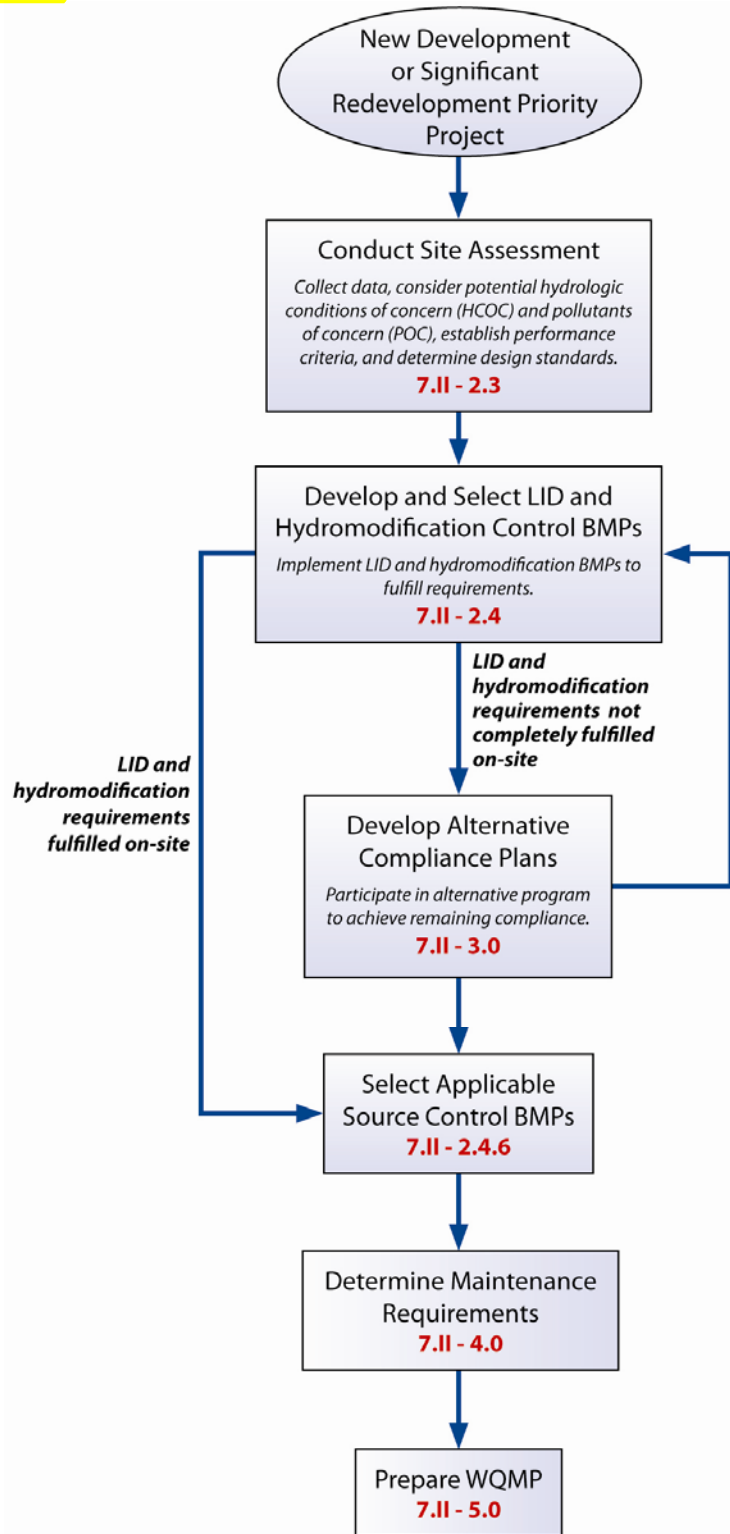 New Development
or Significant
Redevelopment Priority
Project
Conduct Site Assessment
Collect data, consider potential hydrologic
conditions of concern (HCOC) and pollutants
of concern (POC), establish performance
criteria, and determine design standards.
7.II - 2.3
Develop and Select LID and
Hydromodification Control BMPs
Implement LID and hydromodification BMPs to
fulfill requirements.
7.II - 2.4
LID and
hydromodification
requirements not
completely fulfilled
on-site
LID and
hydromodification
requirements
fulfilled on-site
Develop Alternative
Compliance Plans
Participate in alternative program
to achieve remaining compliance.
7.II - 3.0
Select Applicable
Source Control BMPs
7.II - 2.4.6
Determine Maintenance
Requirements
7.II - 4.0
Prepare WQMP
7.II - 5.0